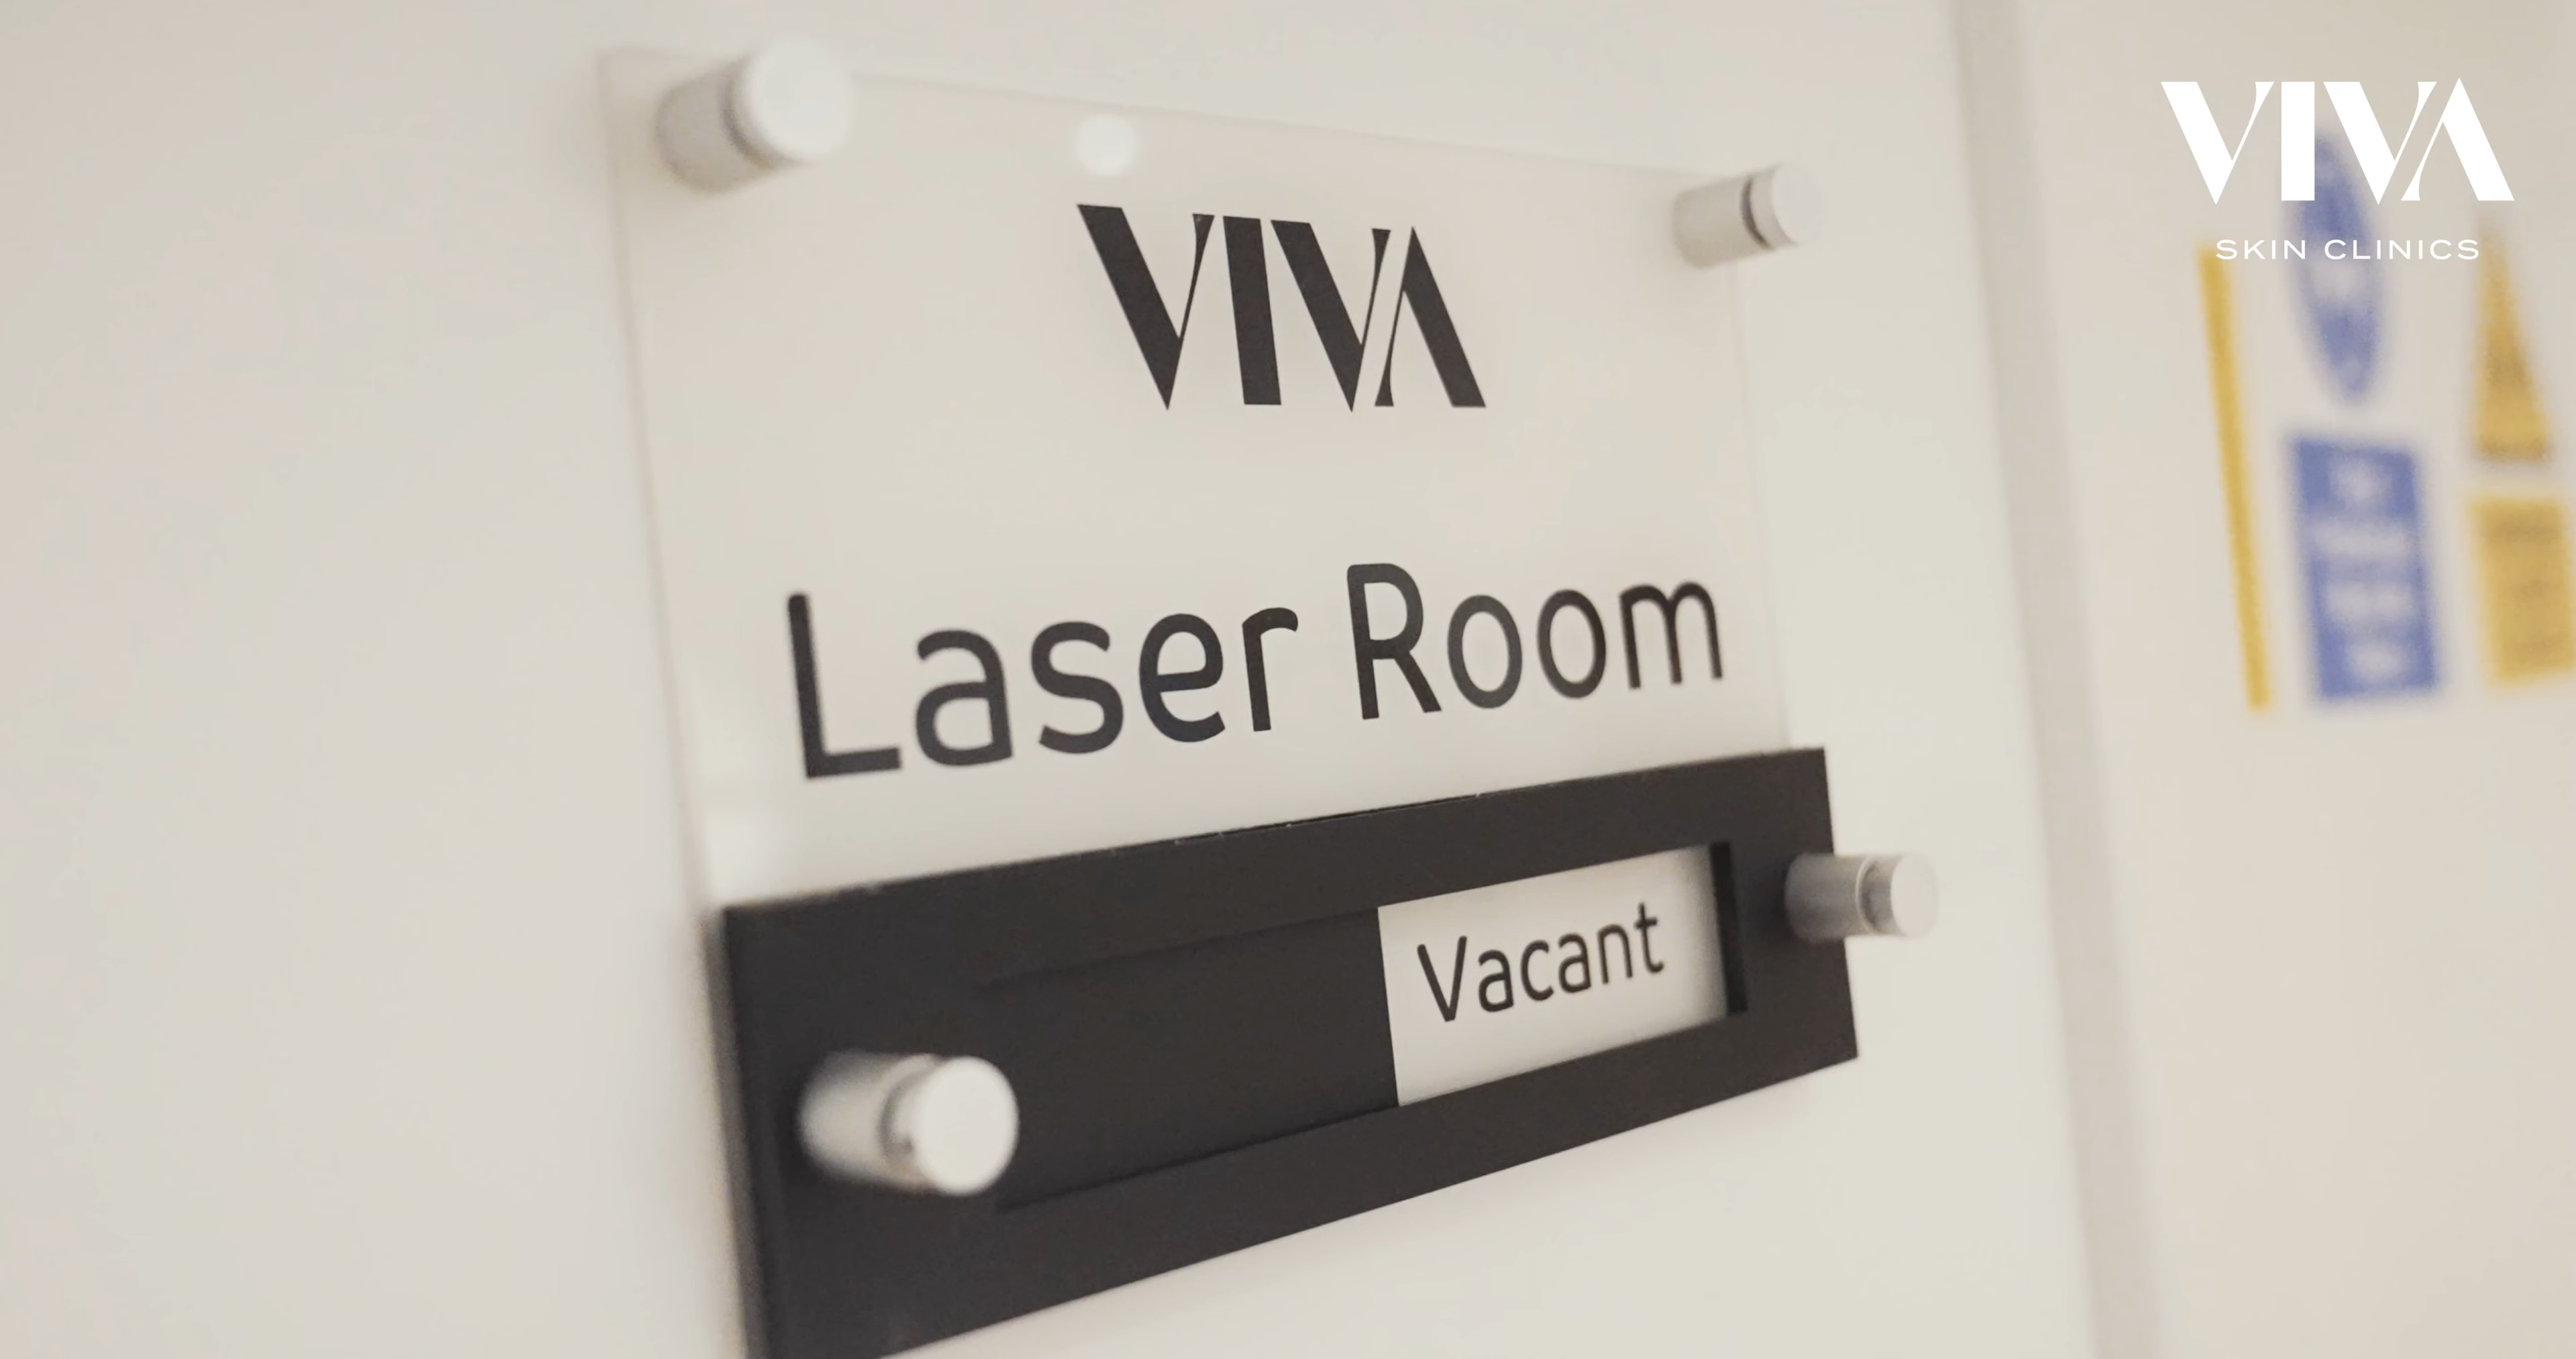 VIVA
SKIN CLINICS
VIVA
Laser Room
Vacant